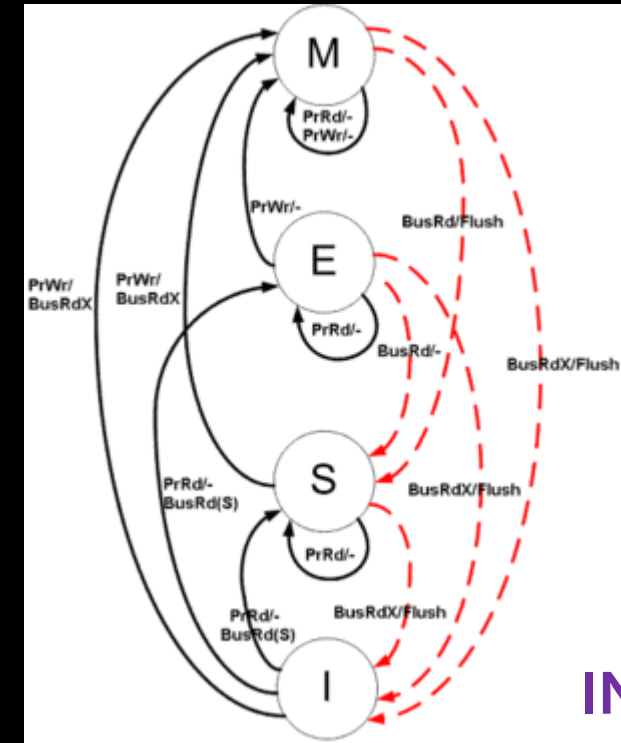 M
PrRd/-
PrWr/-
PrWr/-
BusRd/Flush
E
PrWr/
BusRdX
PrWr/
BusRdX
PrRd/-
BusRd/-
BusRdX/Flush
S
PrRd/-
BusRd(S)
BusRdX/Flush
PrRd/-
PrRd/-
BusRd(S)
BusRdX/Flush
I
IN